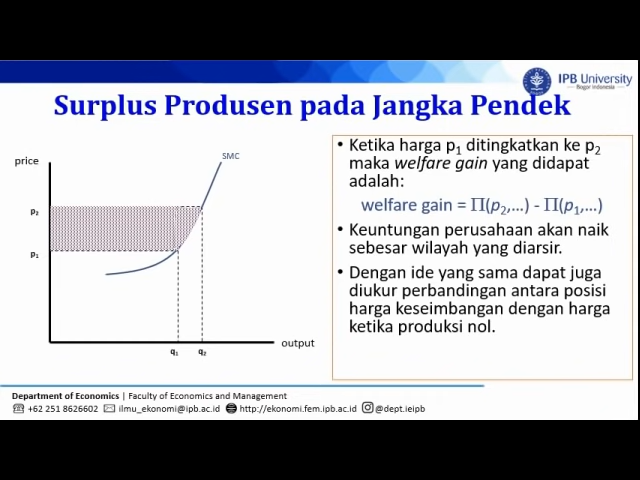 IPB University
Bogor Indonesia
Surplus Produsen pada Jangka Pendek
price
SMC
p2
p1
q1
q2
output
• Ketika harga p1 ditingkatkan ke p2
maka welfare gain yang didapat
adalah:
welfare gain = Π(p2,...) - Π(p1,...)
• Keuntungan perusahaan akan naik
sebesar wilayah yang diarsir.
• Dengan ide yang sama dapat juga
diukur perbandingan antara posisi
harga keseimbangan dengan harga
ketika produksi nol.
Department of Economics | Faculty of Economics and Management
+62 251 8626602 ilmu_ekonomi@ipb.ac.id http://ekonomi.fem.ipb.ac.id @dept.ieipb